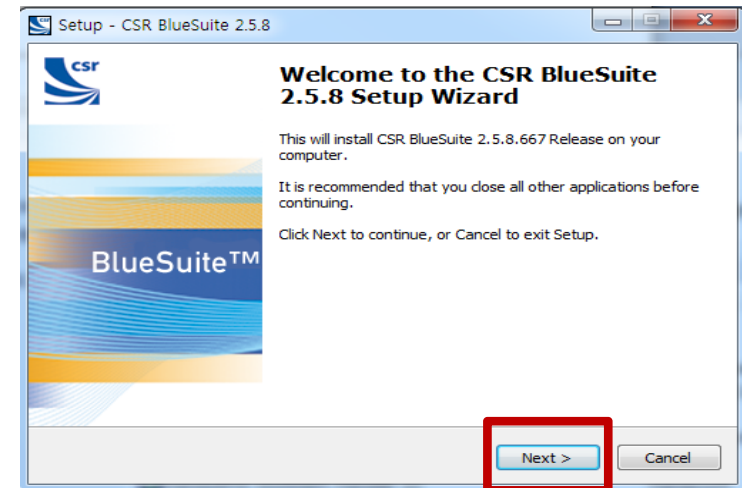 Setup - CSR BlueSuite 2.5.8
csr
Welcome to the CSR BlueSuite
2.5.8 Setup Wizard
This will install CSR BlueSuite 2.5.8.667 Release on your
computer.
It is recommended that you close all other applications before
continuing.
Click Next to continue, or Cancel to exit Setup.
BlueSuite™
Next >
Cancel